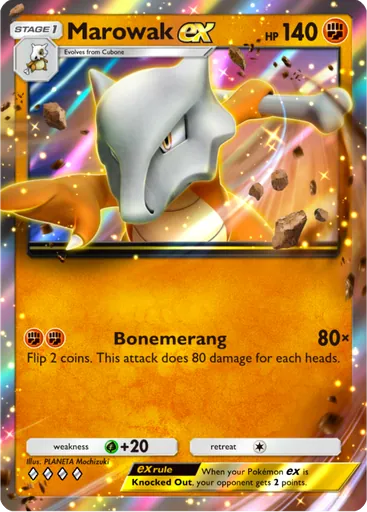 STAGE 1 Marowak ex HP 140
Evolves from Cubone
Bonemerang 80×
Flip 2 coins. This attack does 80 damage for each heads.
weakness +20 retreat
Illus. PLANETA Mochizuki
ex rule When your Pokémon ex is
Knocked Out, your opponent gets 2 points.